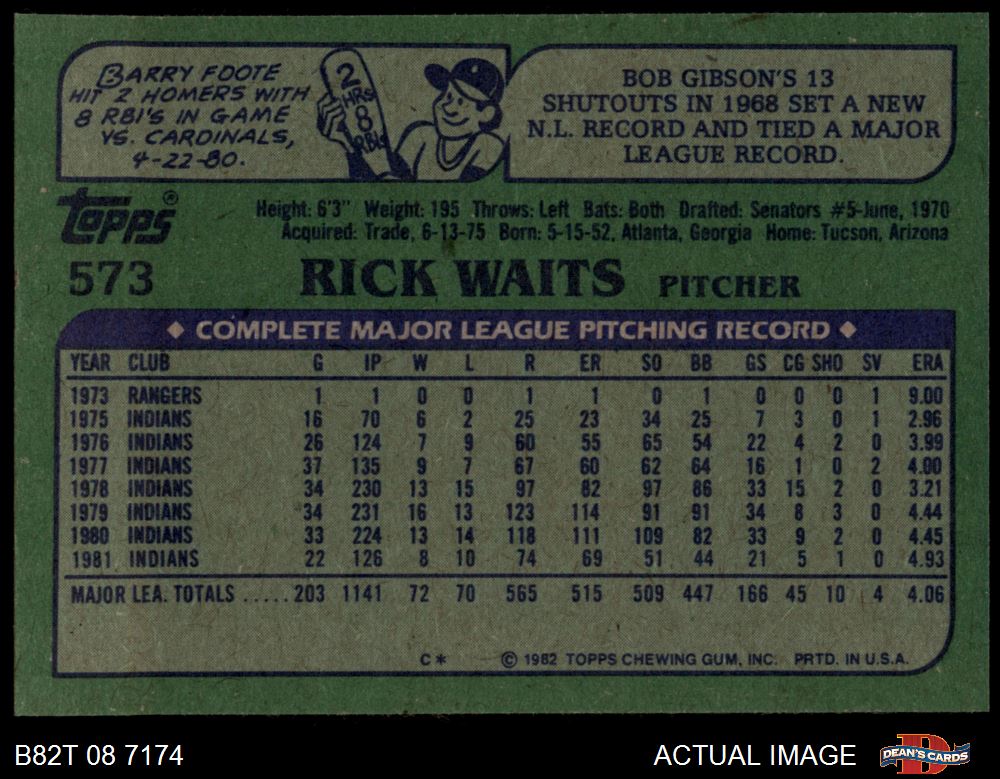 BARRY FOOTE
HIT 2 HOMERS WITH
8 RBI'S IN GAME
VS. CARDINALS,
4-22-80.
2
HRS
8
RBIs
BOB GIBSON'S 13
SHUTOUTS IN 1968 SET A NEW
N.L. RECORD AND TIED A MAJOR
LEAGUE RECORD.
Topps®
Height: 6'3" Weight: 195 Throws: Left Bats: Both Drafted: Senators #5-June, 1970
Acquired: Trade, 6-13-75 Born: 5-15-52, Atlanta, Georgia Home: Tucson, Arizona
573 RICK WAITS PITCHER
◆ COMPLETE MAJOR LEAGUE PITCHING RECORD ◆
YEAR CLUB G IP W L R ER SO BB GS CG SHO SV ERA
1973 RANGERS 1 1 0 0 1 1 0 1 0 0 0 1 9.00
1975 INDIANS 16 70 6 2 25 23 34 25 7 3 0 1 2.96
1976 INDIANS 26 124 7 9 60 55 65 54 22 4 2 0 3.99
1977 INDIANS 37 135 9 7 67 60 62 64 16 1 0 2 4.00
1978 INDIANS 34 230 13 15 97 82 97 86 33 15 2 0 3.21
1979 INDIANS 34 231 16 13 123 114 91 91 34 8 3 0 4.44
1980 INDIANS 33 224 13 14 118 111 109 82 33 9 2 0 4.45
1981 INDIANS 22 126 8 10 74 69 51 44 21 5 1 0 4.93
MAJOR LEA. TOTALS .....203 1141 72 70 565 515 509 447 166 45 10 4 4.06
C* © 1982 TOPPS CHEWING GUM, INC. PRTD. IN U.S.A.
B82T 08 7174 ACTUAL IMAGE DEAN'S CARDS